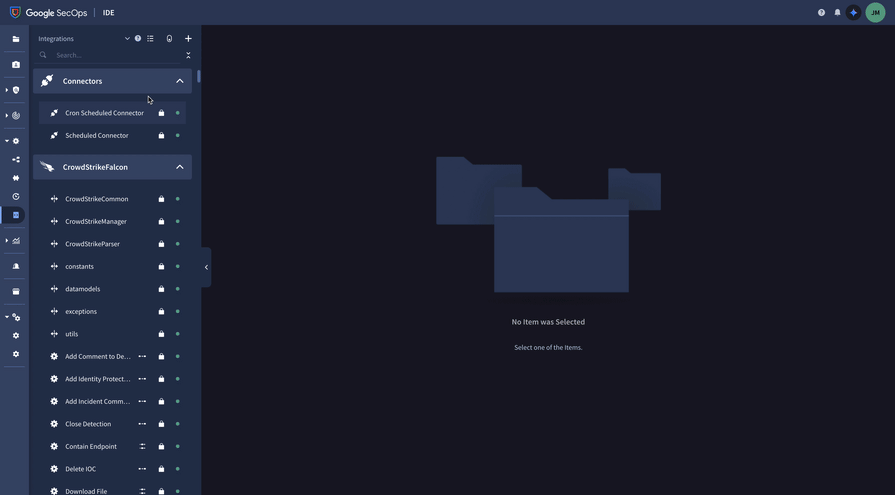 Google SecOps
IDE
JM
Integrations
Search...
Connectors
Cron Scheduled Connector
Scheduled Connector
CrowdStrikeFalcon
CrowdStrikeCommon
CrowdStrikeManager
CrowdStrikeParser
constants
datamodels
exceptions
utils
Add Comment to De...
Add Identity Protect...
Add Incident Comm...
Close Detection
Contain Endpoint
Delete IOC
Download File
No Item was Selected
Select one of the Items.